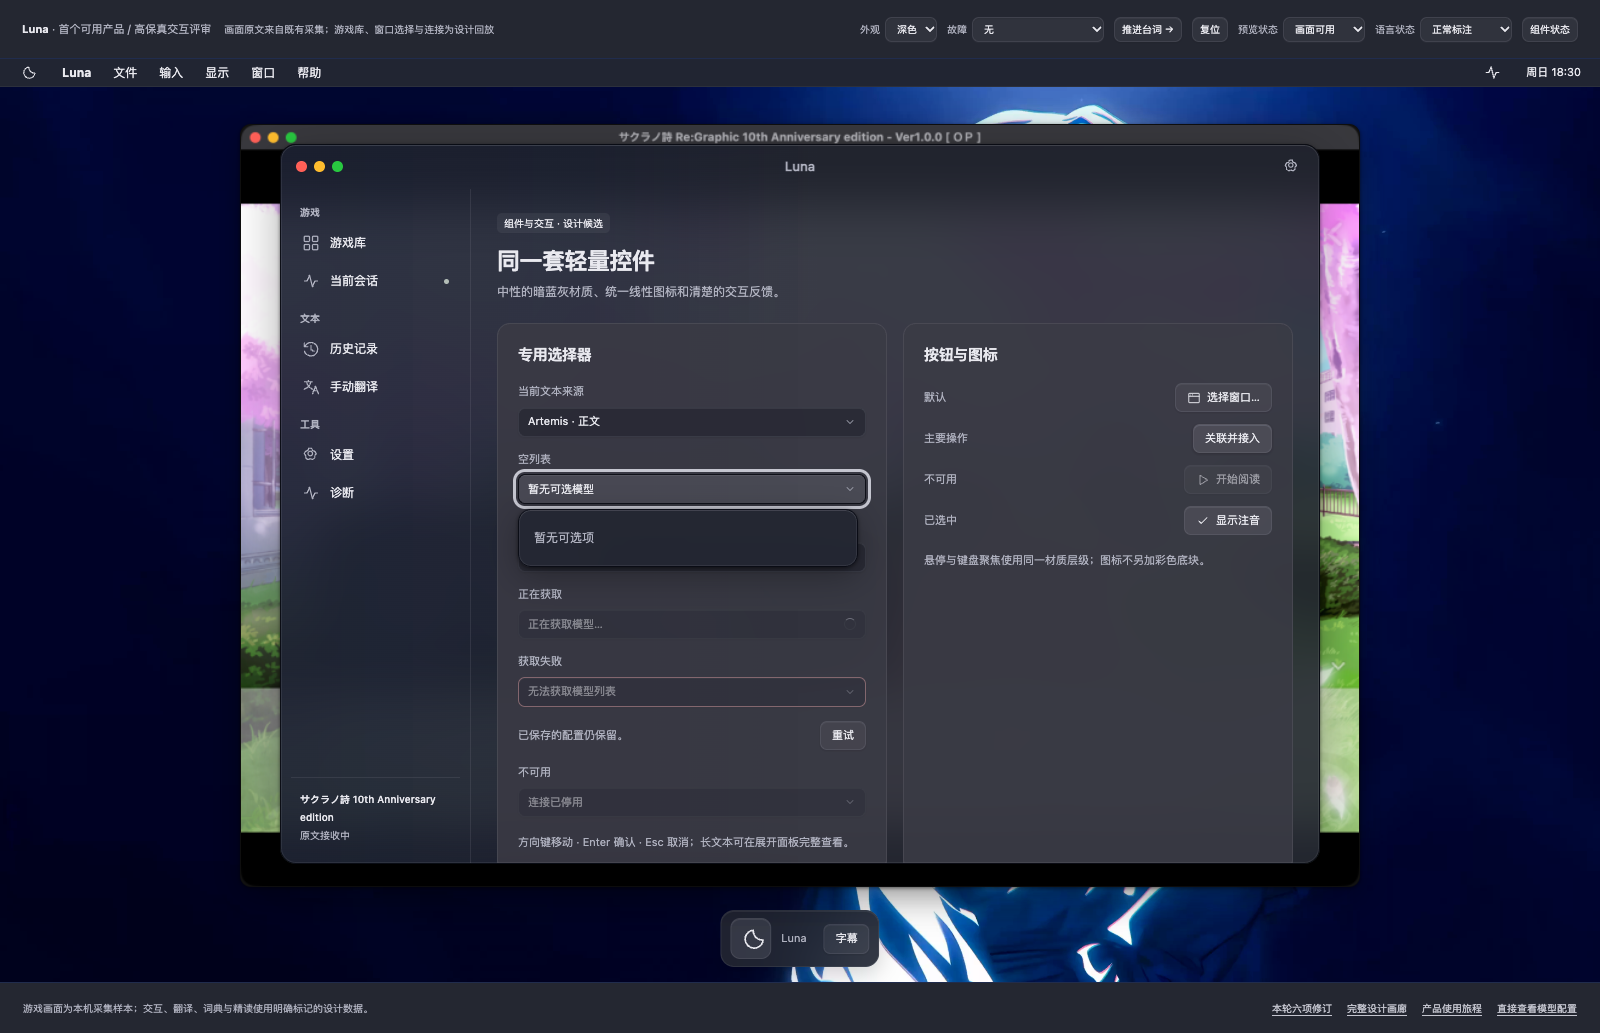 Luna · 首个可用产品 / 高保真交互评审 画面原文来自既有采集；游戏库、窗口选择与连接为设计回放
外观 深色 故障 无 推进台词 → 复位 预览状态 画面可用 语言状态 正常标注 组件状态
Luna 文件 输入 显示 窗口 帮助
周日 18:30
サクラノ詩 Re:Graphic 10th Anniversary edition - Ver1.0.0 [ O P ]
Luna
游戏
游戏库
当前会话
文本
历史记录
手动翻译
工具
设置
诊断
サクラノ詩 10th Anniversary
edition
原文接收中
组件与交互 · 设计候选
同一套轻量控件
中性的暗蓝灰材质、统一线性图标和清楚的交互反馈。
专用选择器
当前文本来源
Artemis · 正文
空列表
暂无可选模型
暂无可选项
正在获取
正在获取模型...
获取失败
无法获取模型列表
已保存的配置仍保留。
重试
不可用
连接已停用
方向键移动 · Enter 确认 · Esc 取消；长文本可在展开面板完整查看。
按钮与图标
默认
选择窗口...
主要操作
关联并接入
不可用
开始阅读
已选中
显示注音
悬停与键盘聚焦使用同一材质层级；图标不另加彩色底块。
Luna
字幕
游戏画面为本机采集样本；交互、翻译、词典与精读使用明确标记的设计数据。
本轮六项修订 完整设计画廊 产品使用旅程 直接查看模型配置